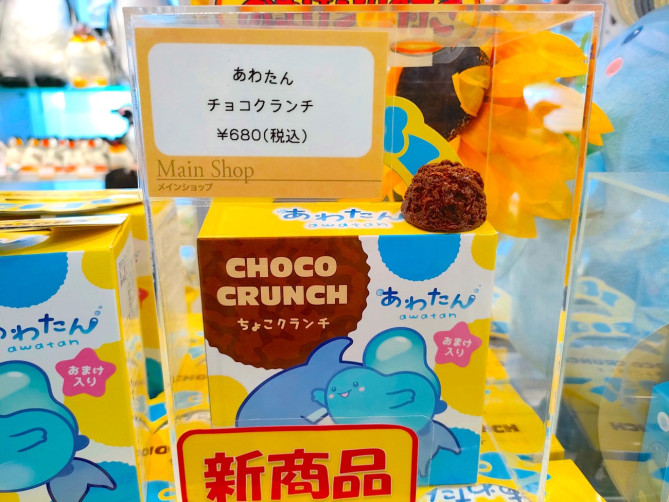 あわたん
チョコクランチ
¥680(税込)
Main Shop
メインショップ
あわたん
awatan
CHOCO
CRUNCH
ちょこクランチ
あわたん
awatan
おまけ
入り
わたん
awatan
おまけ
入り
新商品